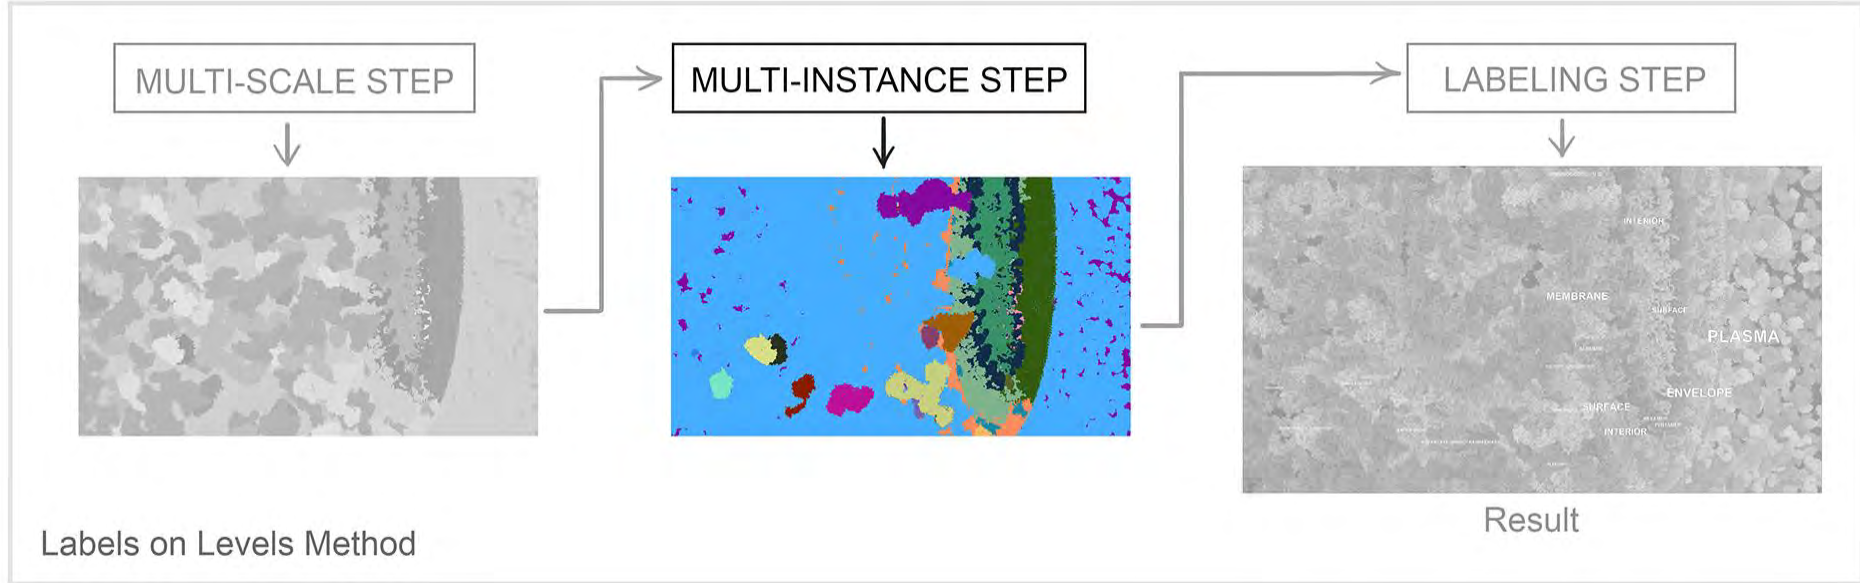 MULTI-SCALE STEP
MULTI-INSTANCE STEP
LABELING STEP
INTERIOR
MEMBRANE
SURFACE
PLASMA
ENVELOPE
SURFACE
INTERIOR
Result
Labels on Levels Method